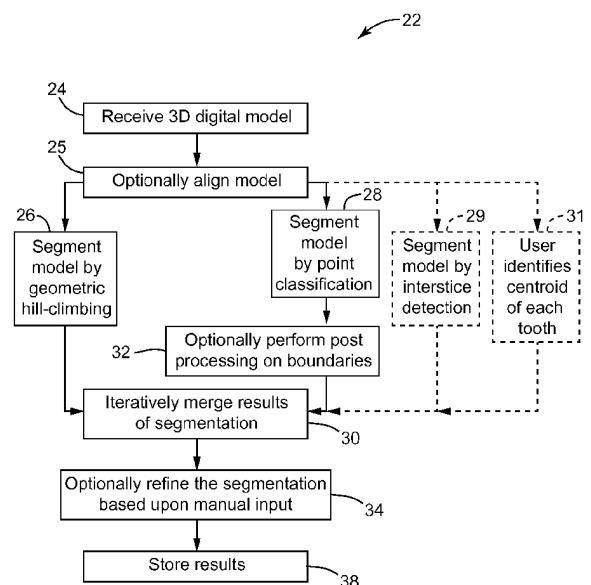 22
24
Receive 3D digital model
25
Optionally align model
26
Segment
model by
geometric
hill-climbing
28
Segment
model
by point
classification
29
Segment
model by
interstice
detection
31
User
identifies
centroid
of each
tooth
32
Optionally perform post
processing on boundaries
Iteratively merge results
of segmentation
30
Optionally refine the segmentation
based upon manual input
34
Store results
38